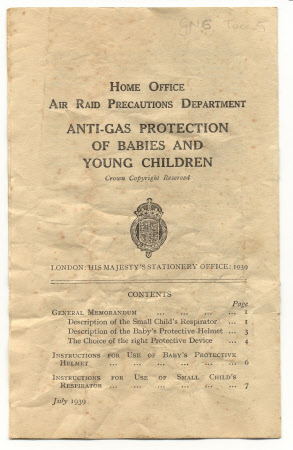 HOME OFFICE
AIR RAID PRECAUTIONS DEPARTMENT
ANTI-GAS PROTECTION
OF BABIES AND
YOUNG CHILDREN
Crown Copyright Reserved
LONDON: HIS MAJESTY'S STATIONERY OFFICE: 1939
CONTENTS
Page
GENERAL MEMORANDUM ... ... ... ... ... 1
Description of the Small Child's Respirator ... 1
Description of the Baby's Protective Helmet ... 3
The Choice of the right Protective Device ... 4
INSTRUCTIONS FOR USE OF BABY'S PROTECTIVE
HELMET ... ... ... ... ... ... ... 6
INSTRUCTIONS FOR USE OF SMALL CHILD'S
RESPIRATOR ... ... ... ... ... ... 7
July 1939